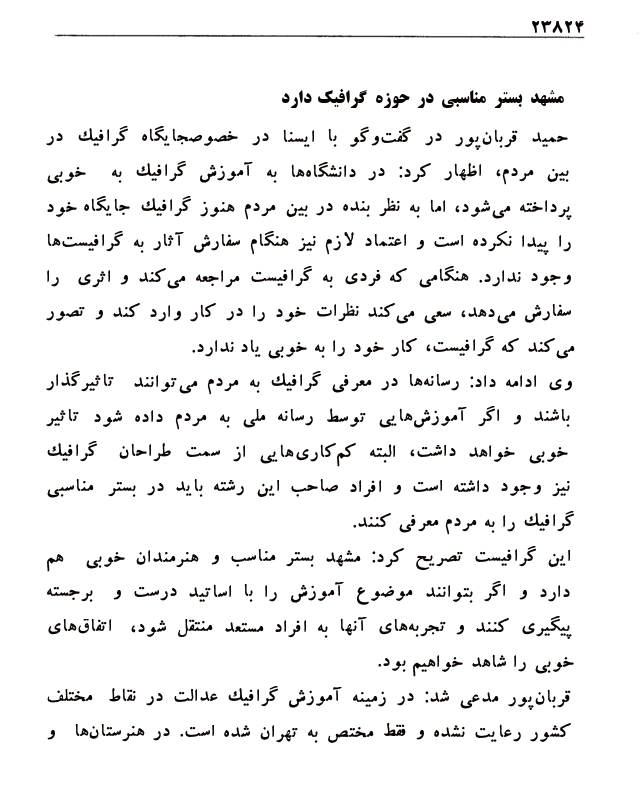 ۲۳۸۲۴
مشهد بستر مناسبی در حوزه گرافیک دارد
حمید قربان‌پور در گفت‌وگو با ایسنا در خصوصجایگاه گرافیك در
بین مردم، اظهار کرد: در دانشگاه‌ها به آموزش گرافیك به خوبی
پرداخته می‌شود، اما به نظر بنده در بین مردم هنوز گرافیك جایگاه خود
را پیدا نکرده است و اعتماد لازم نیز هنگام سفارش آثار به گرافیست‌ها
وجود ندارد. هنگامی که فردی به گرافیست مراجعه می‌کند و اثری را
سفارش می‌دهد، سعی می‌کند نظرات خود را در کار وارد کند و تصور
می‌کند که گرافیست، کار خود را به خوبی یاد ندارد.
وی ادامه داد: رسانه‌ها در معرفی گرافیك به مردم می‌توانند تاثیرگذار
باشند و اگر آموزش‌هایی توسط رسانه ملی به مردم داده شود تاثیر
خوبی خواهد داشت، البته کم‌کاری‌هایی از سمت طراحان گرافیك
نیز وجود داشته است و افراد صاحب این رشته باید در بستر مناسبی
گرافیك را به مردم معرفی کنند.
این گرافیست تصریح کرد: مشهد بستر مناسب و هنرمندان خوبی هم
دارد و اگر بتوانند موضوع آموزش را با اساتید درست و برجسته
پیگیری کنند و تجربه‌های آنها به افراد مستعد منتقل شود، اتفاق‌های
خوبی را شاهد خواهیم بود.
قربان‌پور مدعی شد: در زمینه آموزش گرافیك عدالت در نقاط مختلف
کشور رعایت نشده و فقط مختص به تهران شده است. در هنرستان‌ها و